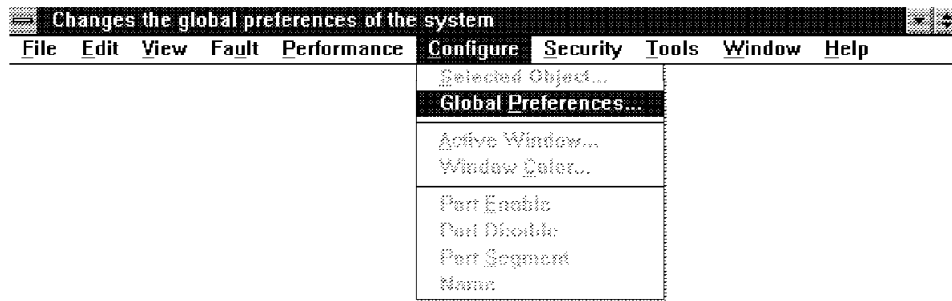 Changes the global preferences of the system
File Edit View Fault Performance Configure Security Tools Window Help
Selected Object...
Global Preferences...
Active Window...
Window Color...
Port Enable
Port Disable
Port Segment
Name